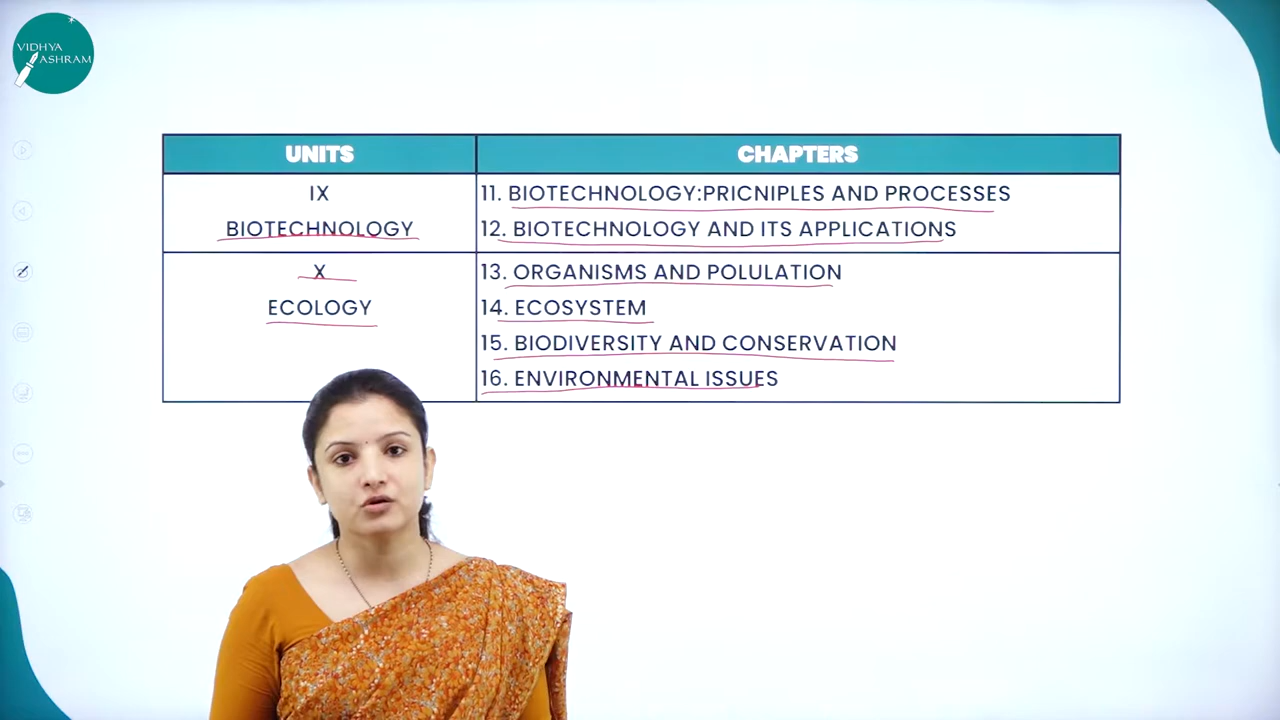 VIDHYA
ASHRAM
UNITS
CHAPTERS
IX
BIOTECHNOLOGY
11. BIOTECHNOLOGY:PRICNIPLES AND PROCESSES
12. BIOTECHNOLOGY AND ITS APPLICATIONS
X
ECOLOGY
13. ORGANISMS AND POLULATION
14. ECOSYSTEM
15. BIODIVERSITY AND CONSERVATION
16. ENVIRONMENTAL ISSUES